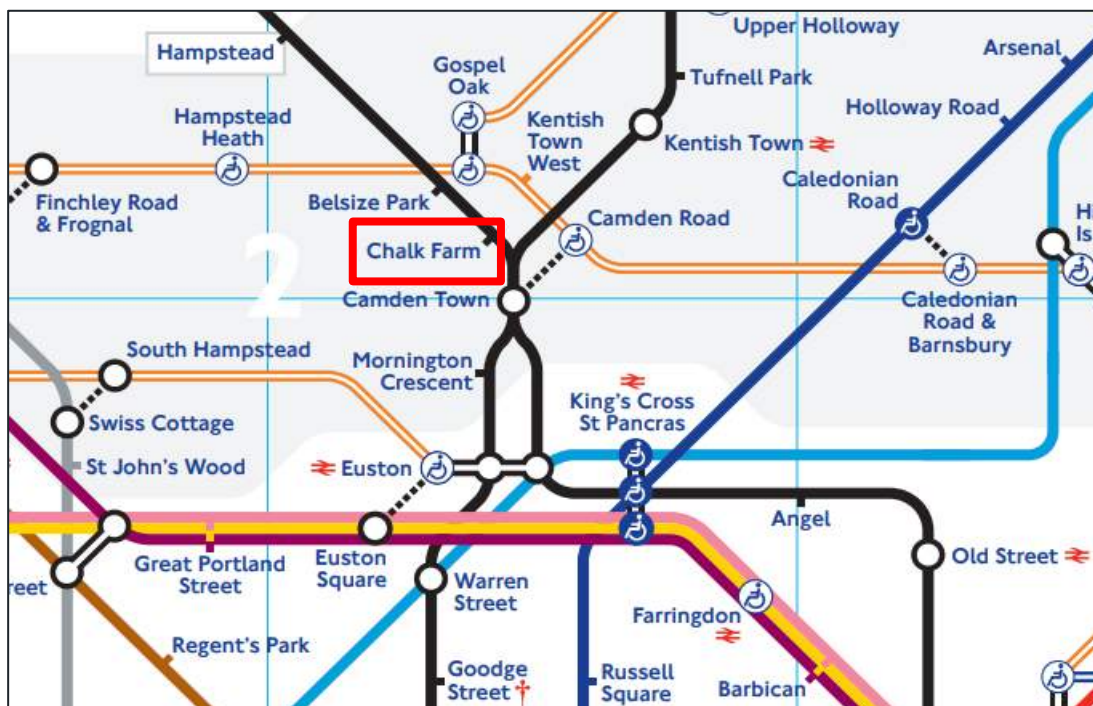 Hampstead
Gospel
Oak
Upper Holloway
Tufnell Park
Arsenal
Hampstead
Heath
Kentish
Town
West
Kentish Town
Holloway Road
Finchley Road
& Frognal
Belsize Park
Camden Road
Caledonian
Road
Chalk Farm
2
Camden Town
Caledonian
Road &
Barnsbury
South Hampstead
Mornington
Crescent
King's Cross
St Pancras
Swiss Cottage
St John's Wood
Euston
Angel
Great Portland
Street
Euston
Square
Warren
Street
Old Street
Farringdon
Regent's Park
Goodge
Street
Russell
Square
Barbican